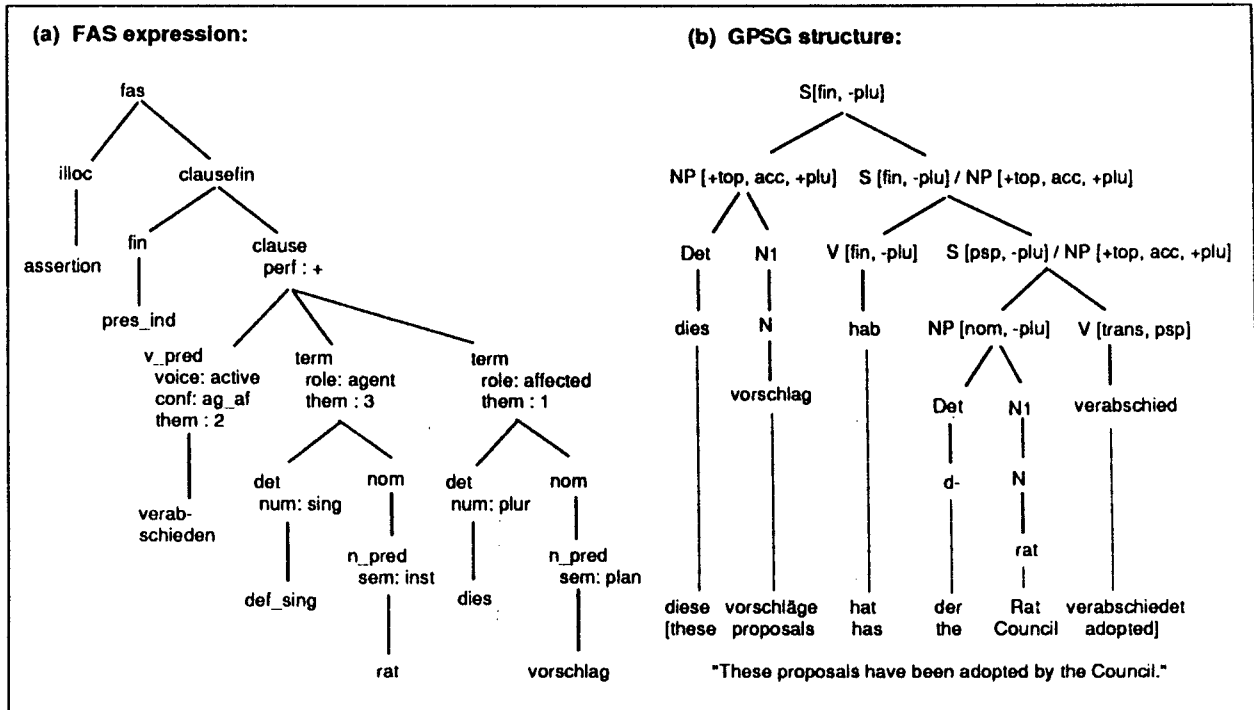 (a) FAS expression:
fas
illoc clausefin
fin clause
assertion perf : +
pres_ind
v_pred term term
voice: active role: agent role: affected
conf: ag_af them : 3 them : 1
them : 2
det nom det nom
num: sing num: plur
verab-
schieden
n_pred n_pred
sem: inst sem: plan
def_sing dies
rat vorschlag
(b) GPSG structure:
S[fin, -plu]
NP [+top, acc, +plu] S [fin, -plu] / NP [+top, acc, +plu]
Det N1 V [fin, -plu] S [psp, -plu] / NP [+top, acc, +plu]
dies N hab NP [nom, -plu] V [trans, psp]
vorschlag Det N1 verabschied
d- N
rat
diese vorschläge hat der Rat verabschiedet
[these proposals has the Council adopted]
"These proposals have been adopted by the Council."